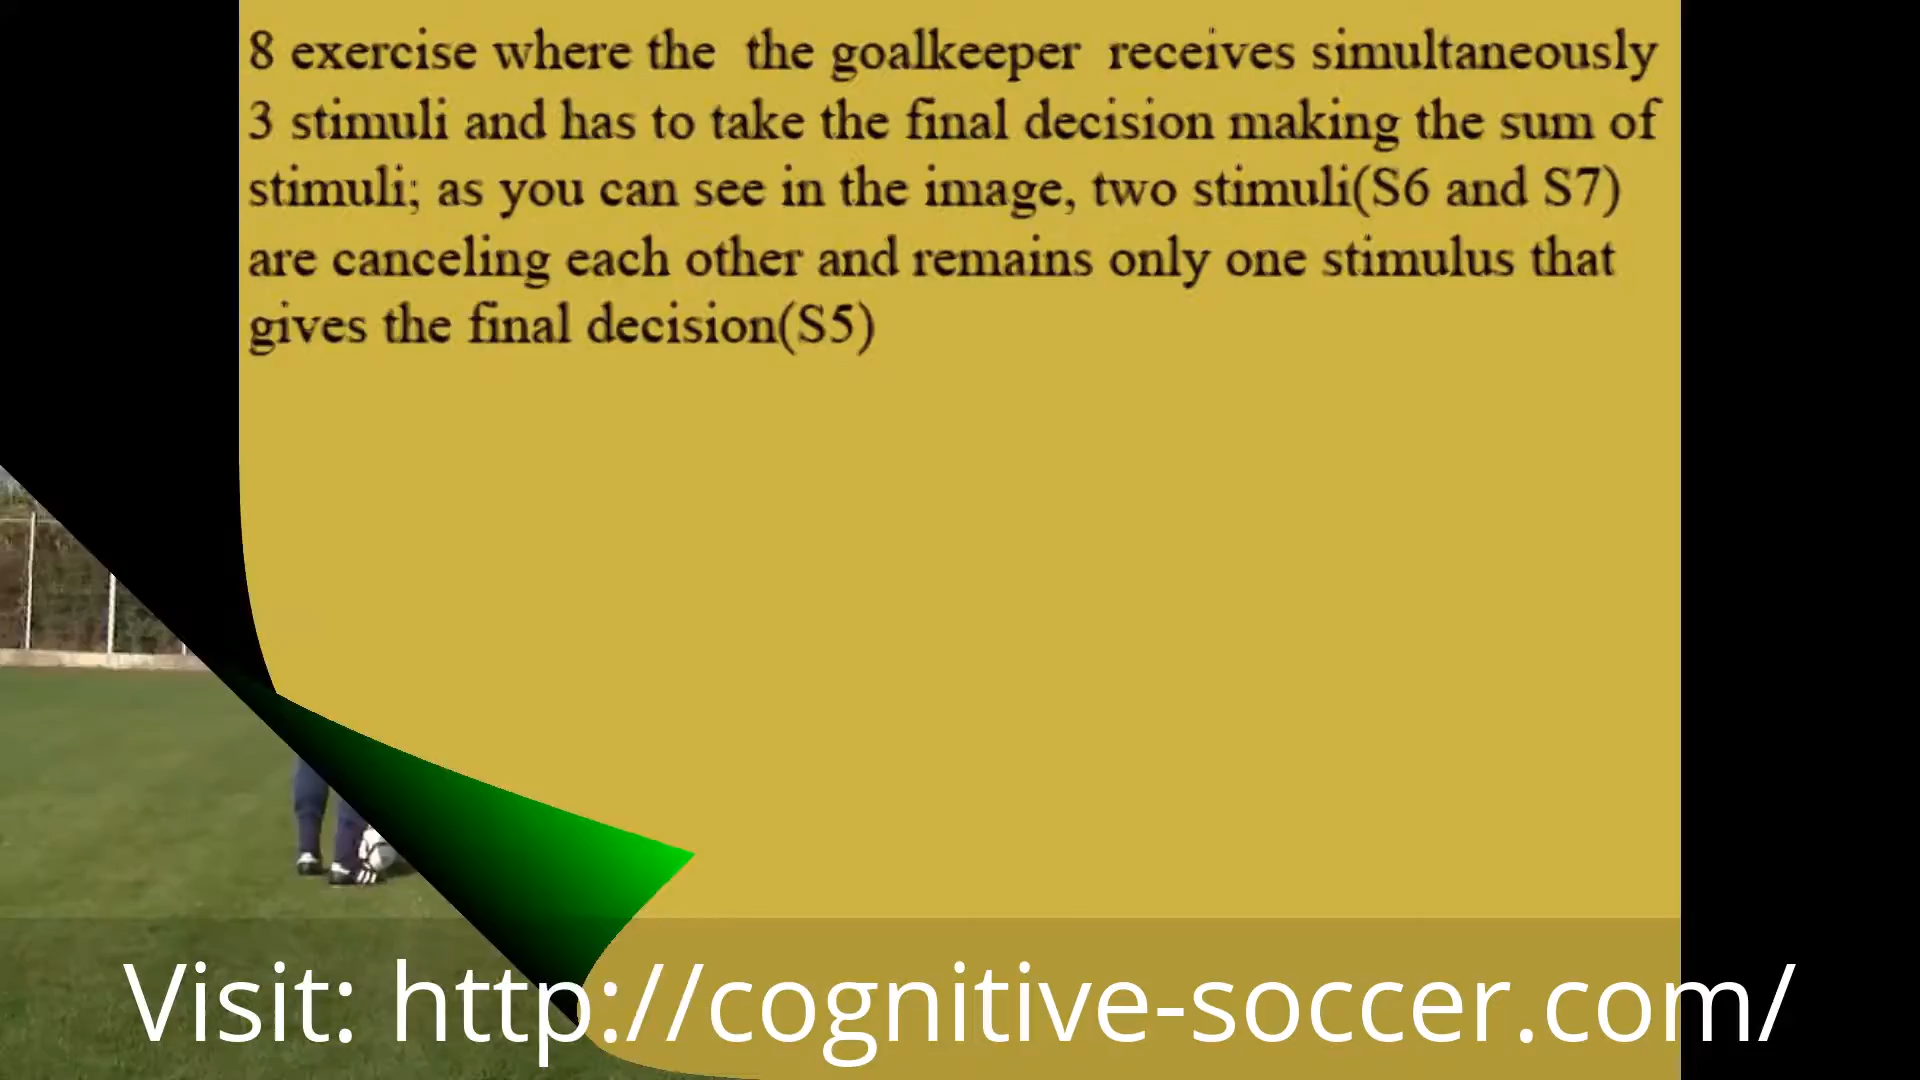 8 exercise where the the goalkeeper receives simultaneously
3 stimuli and has to take the final decision making the sum of
stimuli; as you can see in the image, two stimuli(S6 and S7)
are canceling each other and remains only one stimulus that
gives the final decision(S5)
Visit: http://cognitive-soccer.com/